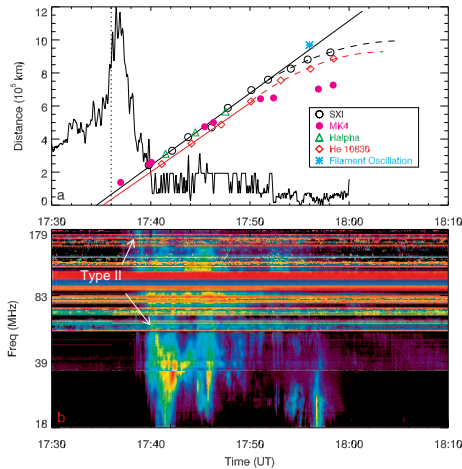 12
10
8
6
4
2
0
Distance (10⁵ km)
SXI
MK4
Halpha
He 10830
Filament Oscillation
a
17:30 17:40 17:50 18:00 18:10
179
83
39
18
Freq (MHz)
Type II
b
17:30 17:40 17:50 18:00 18:10
Time (UT)